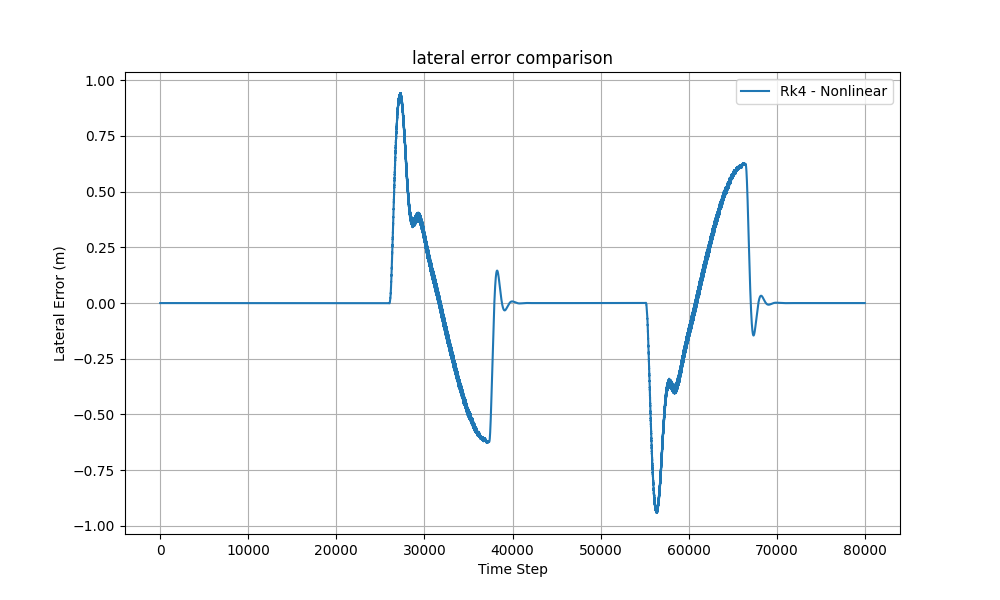 lateral error comparison
Rk4 - Nonlinear
1.00
0.75
0.50
0.25
0.00
−0.25
−0.50
−0.75
−1.00
Lateral Error (m)
0 10000 20000 30000 40000 50000 60000 70000 80000
Time Step